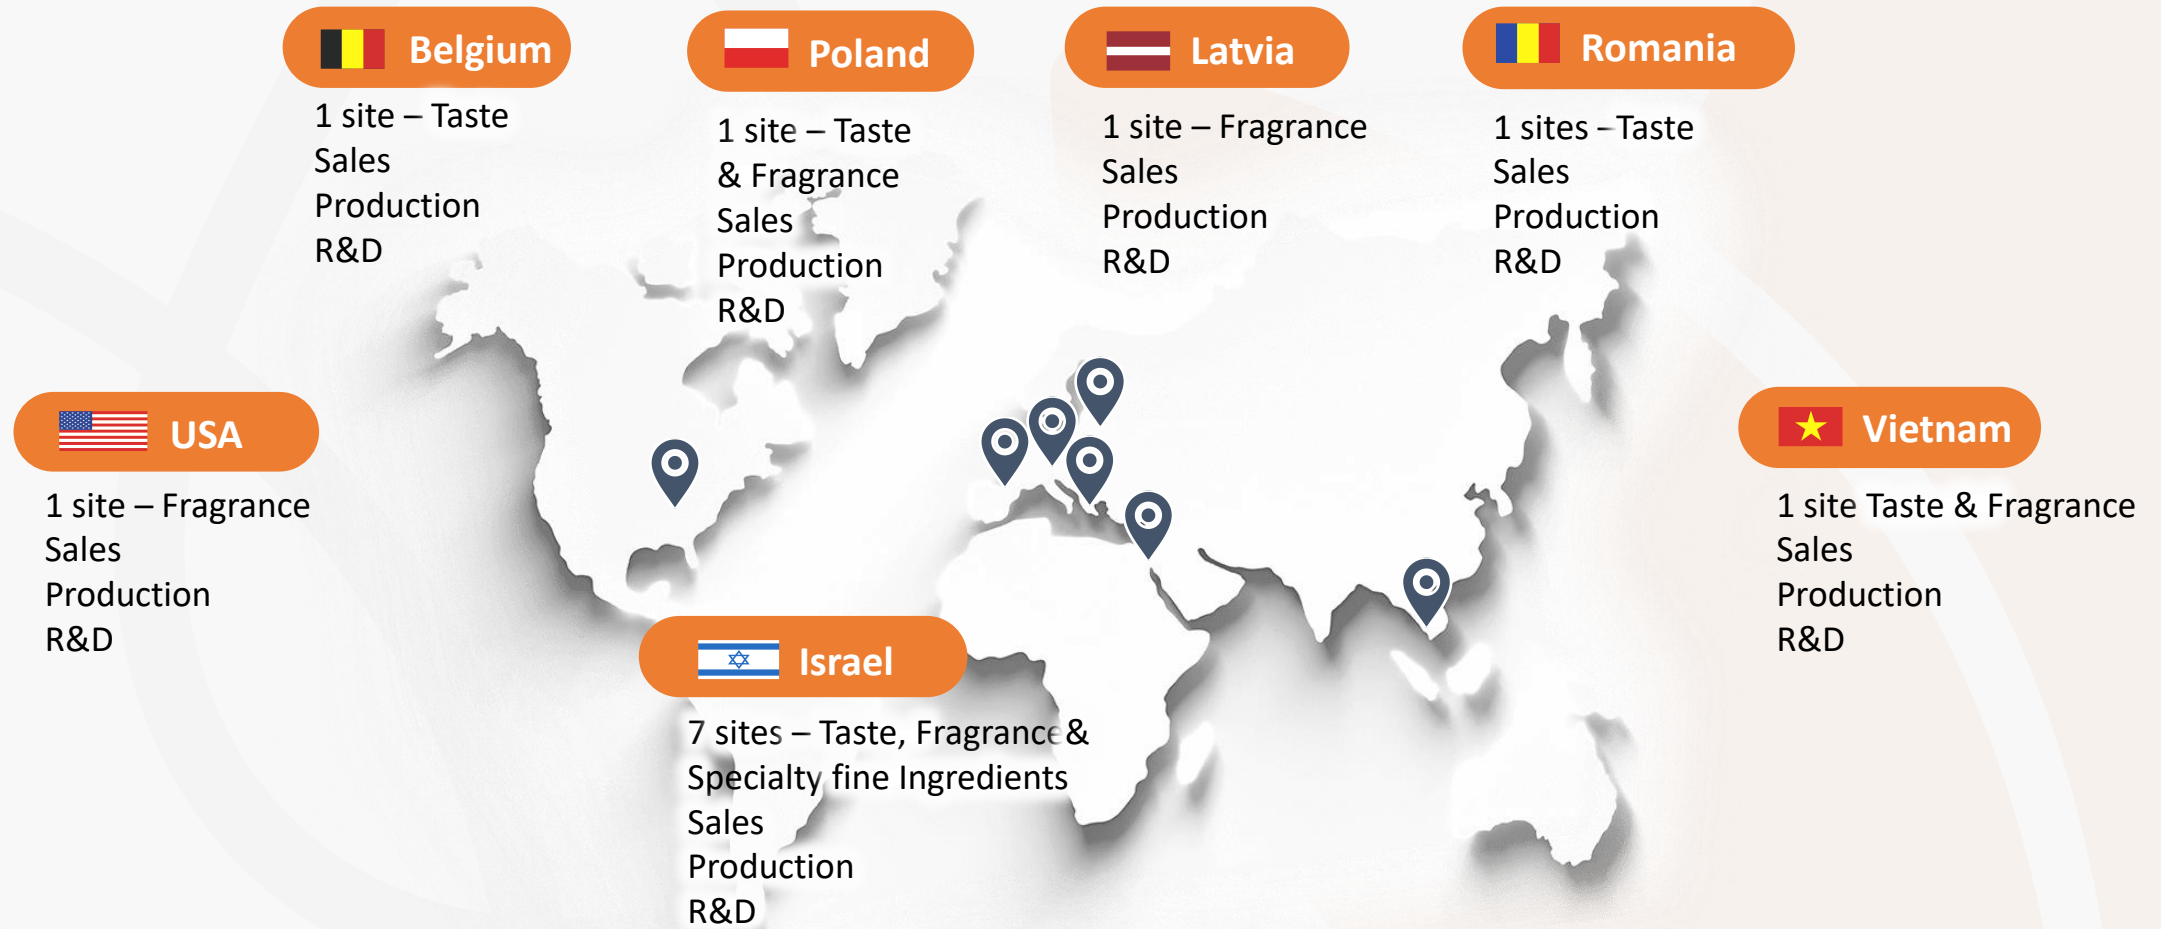 Belgium
1 site – Taste
Sales
Production
R&D
Poland
1 site – Taste
& Fragrance
Sales
Production
R&D
Latvia
1 site – Fragrance
Sales
Production
R&D
Romania
1 sites –Taste
Sales
Production
R&D
USA
1 site – Fragrance
Sales
Production
R&D
Israel
7 sites – Taste, Fragrance&
Specialty fine Ingredients
Sales
Production
R&D
Vietnam
1 site Taste & Fragrance
Sales
Production
R&D